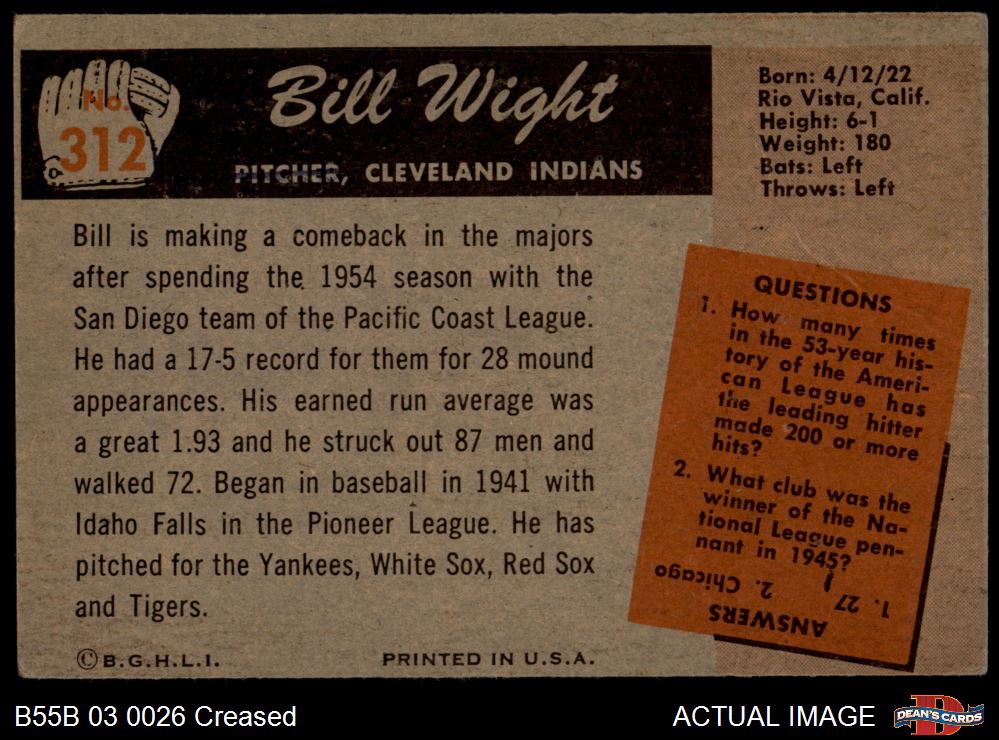 No.
312
Bill Wight
PITCHER, CLEVELAND INDIANS
Born: 4/12/22
Rio Vista, Calif.
Height: 6-1
Weight: 180
Bats: Left
Throws: Left
Bill is making a comeback in the majors
after spending the 1954 season with the
San Diego team of the Pacific Coast League.
He had a 17-5 record for them for 28 mound
appearances. His earned run average was
a great 1.93 and he struck out 87 men and
walked 72. Began in baseball in 1941 with
Idaho Falls in the Pioneer League. He has
pitched for the Yankees, White Sox, Red Sox
and Tigers.
©B.G.H.L.I.
PRINTED IN U.S.A.
QUESTIONS
1. How many times
in the 53-year his-
tory of the Ameri-
can League has
the leading hitter
made 200 or more
hits?
2. What club was the
winner of the Na-
tional League pen-
nant in 1945?
ANSWERS
1. 27 2. Chicago
B55B 03 0026 Creased
ACTUAL IMAGE
D
DEAN'S CARDS